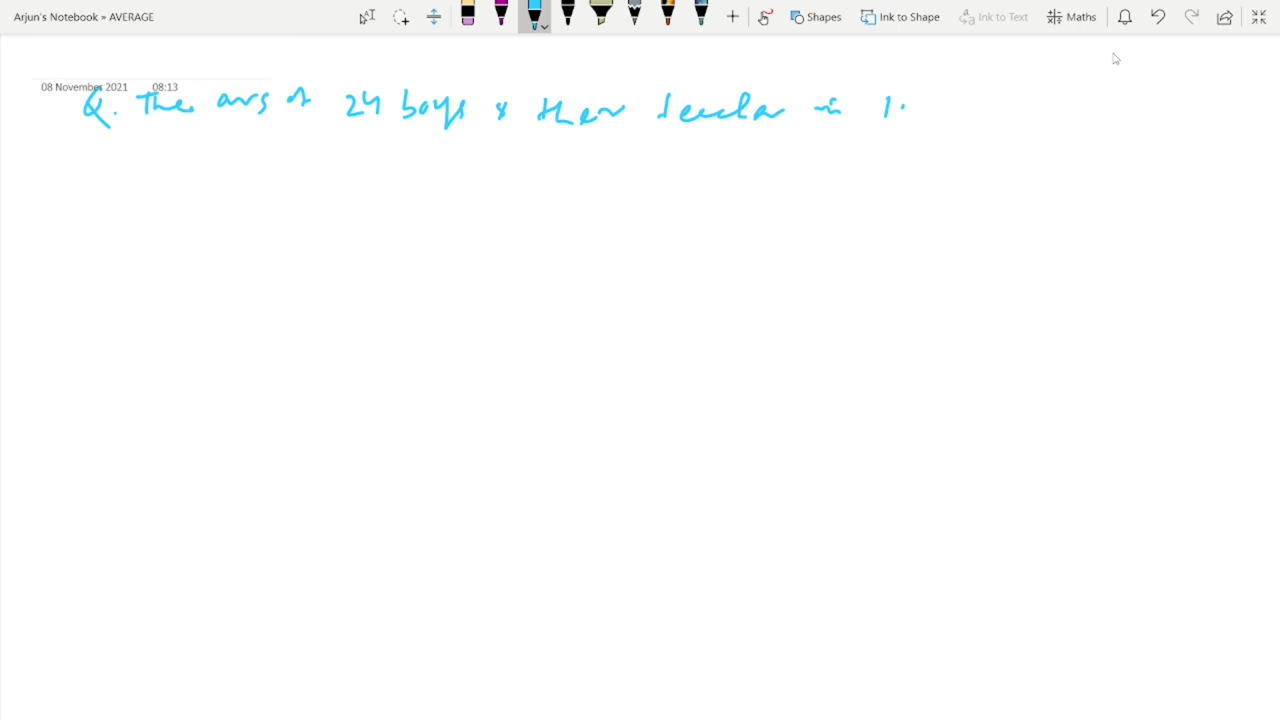 Arjun's Notebook » AVERAGE
Shapes Ink to Shape Ink to Text Maths
08 November 2021 08:13
Q. The avg of 24 boys & their teacher is 1.